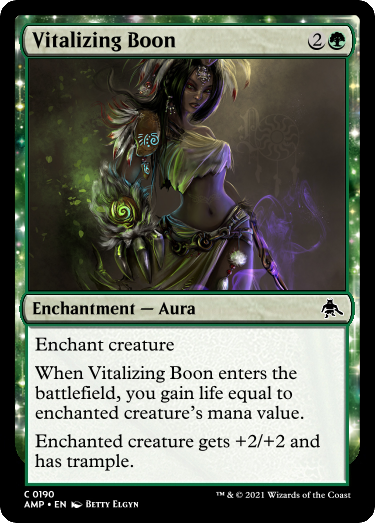 Vitalizing Boon 2
Enchantment — Aura
Enchant creature
When Vitalizing Boon enters the
battlefield, you gain life equal to
enchanted creature's mana value.
Enchanted creature gets +2/+2 and
has trample.
C 0190
AMP • EN Betty Elgyn
™ & © 2021 Wizards of the Coast